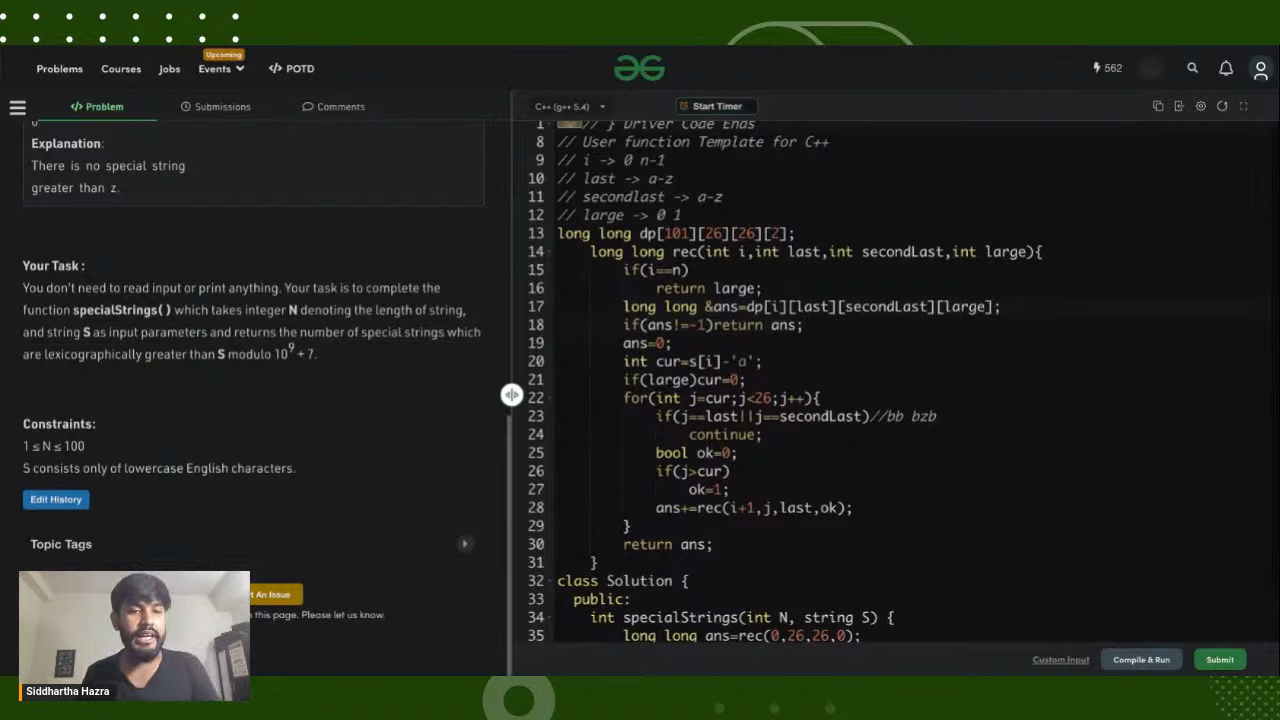 Upcoming
Problems Courses Jobs Events </> POTD
562
</> Problem Submissions Comments
C++ (g++ 5.4) Start Timer
Explanation:
There is no special string
greater than z.
Your Task :
You don't need to read input or print anything. Your task is to complete the
function specialStrings() which takes integer N denoting the length of string,
and string S as input parameters and returns the number of special strings which
are lexicographically greater than S modulo 10^9 + 7.
Constraints:
1 ≤ N ≤ 100
S consists only of lowercase English characters.
Edit History
Topic Tags
An Issue
this page. Please let us know.
Siddhartha Hazra
1 // } Driver Code Ends
8 // User function Template for C++
9 // i -> 0 n-1
10 // last -> a-z
11 // secondlast -> a-z
12 // large -> 0 1
13 long long dp[101][26][26][2];
14 long long rec(int i,int last,int secondLast,int large){
15 if(i==n)
16 return large;
17 long long &ans=dp[i][last][secondLast][large];
18 if(ans!=-1)return ans;
19 ans=0;
20 int cur=s[i]-'a';
21 if(large)cur=0;
22 for(int j=cur;j<26;j++){
23 if(j==last||j==secondLast)//bb bzb
24 continue;
25 bool ok=0;
26 if(j>cur)
27 ok=1;
28 ans+=rec(i+1,j,last,ok);
29 }
30 return ans;
31 }
32 class Solution {
33 public:
34 int specialStrings(int N, string S) {
35 long long ans=rec(0,26,26,0);
Custom Input Compile & Run Submit